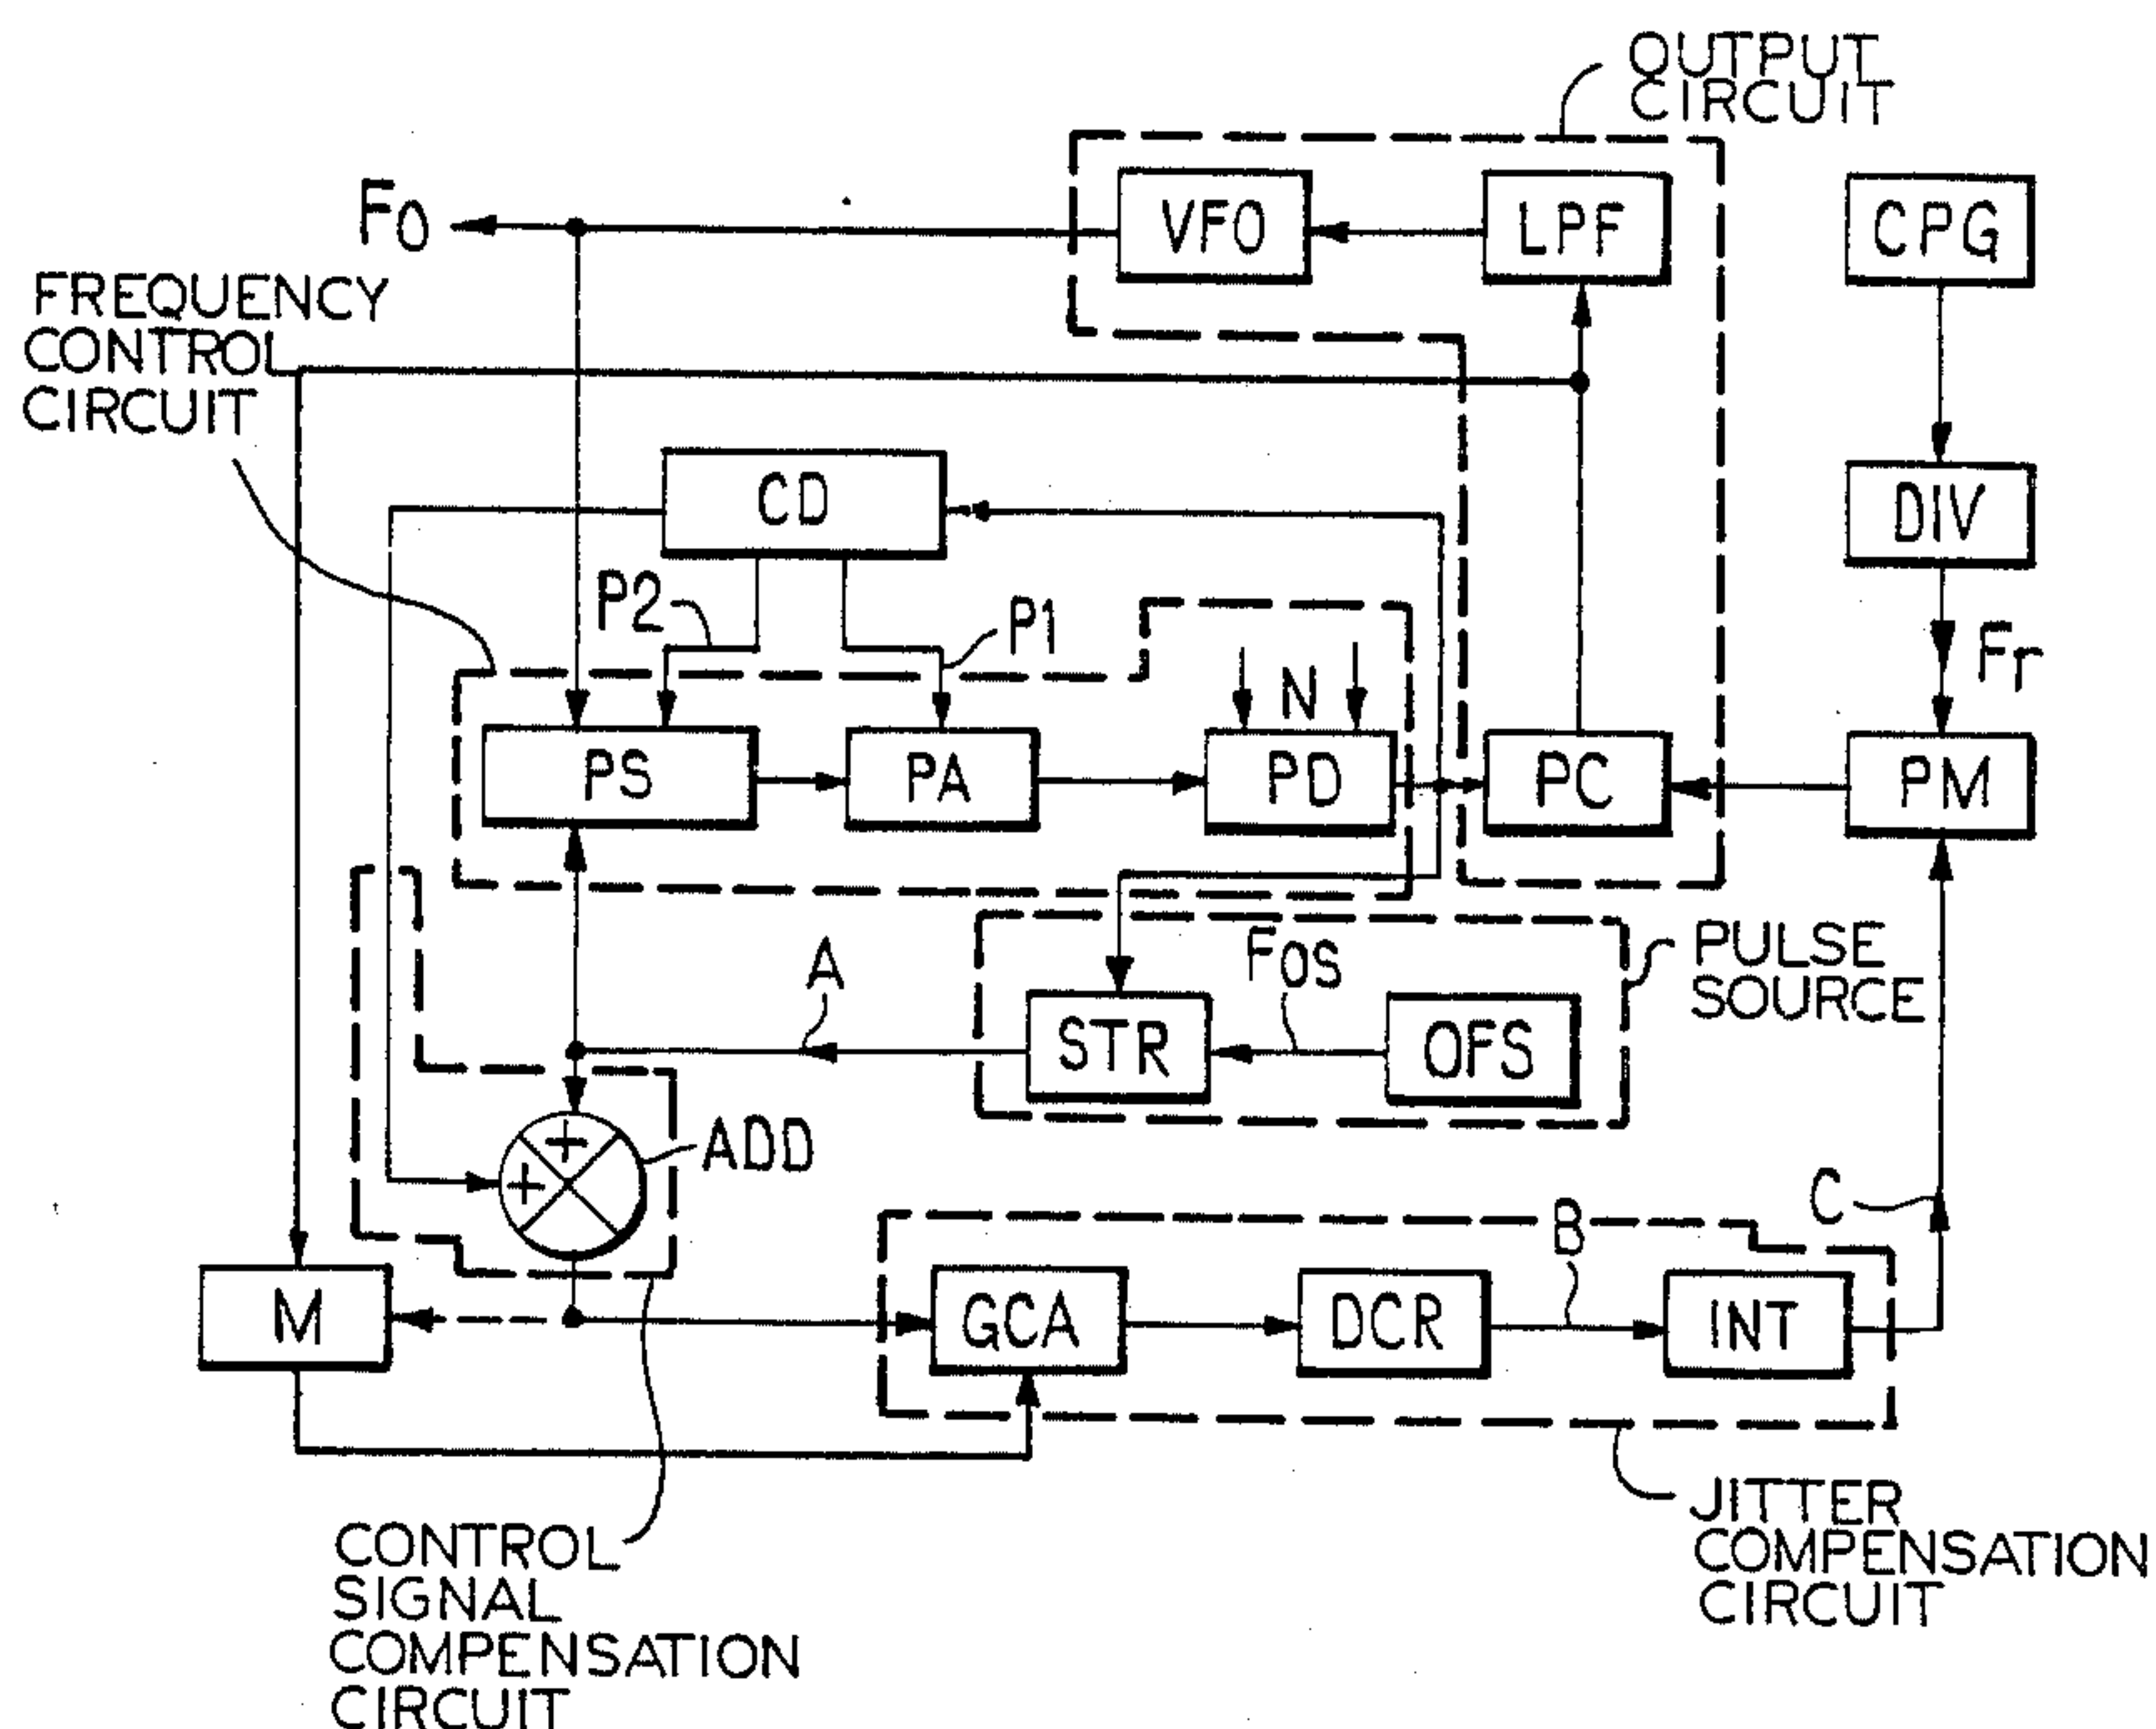 OUTPUT
CIRCUIT
Fo
VFO
LPF
CPG
FREQUENCY
CONTROL
CIRCUIT
CD
DIV
P2
P1
Fr
N
PS
PA
PD
PC
PM
A
FOS
PULSE
SOURCE
STR
OFS
+
+
ADD
C
B
M
GCA
DCR
INT
CONTROL
SIGNAL
COMPENSATION
CIRCUIT
JITTER
COMPENSATION
CIRCUIT